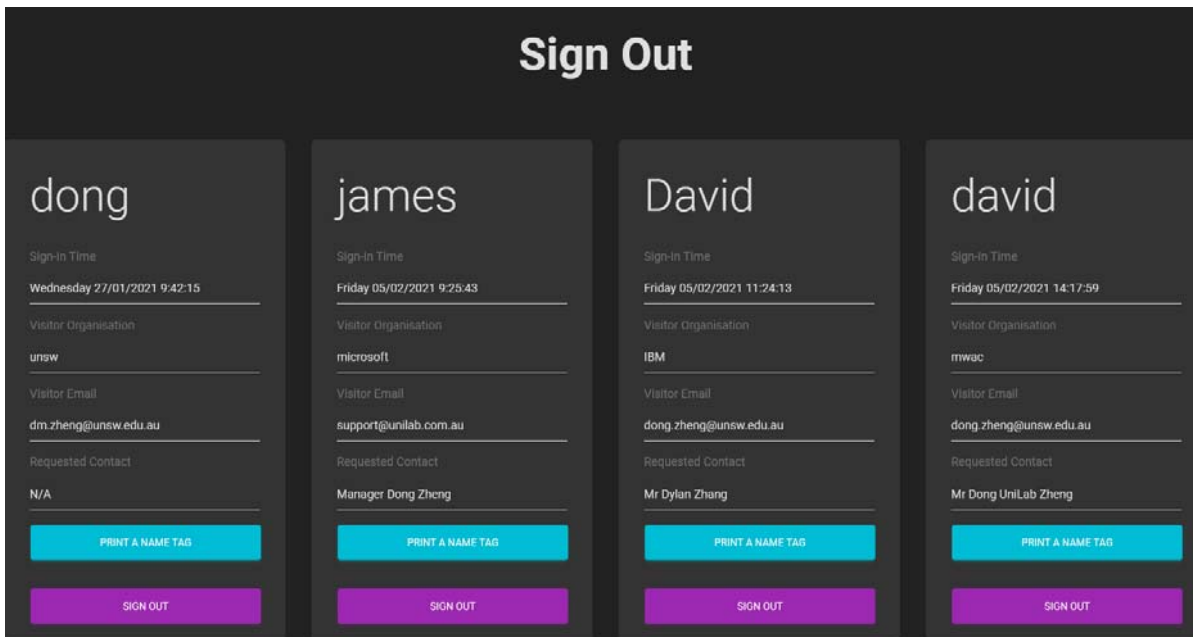 Sign Out
dong
Sign-In Time
Wednesday 27/01/2021 9:42:15
Visitor Organisation
unsw
Visitor Email
dm.zheng@unsw.edu.au
Requested Contact
N/A
PRINT A NAME TAG
SIGN OUT
james
Sign-In Time
Friday 05/02/2021 9:25:43
Visitor Organisation
microsoft
Visitor Email
support@unilab.com.au
Requested Contact
Manager Dong Zheng
PRINT A NAME TAG
SIGN OUT
David
Sign-In Time
Friday 05/02/2021 11:24:13
Visitor Organisation
IBM
Visitor Email
dong.zheng@unsw.edu.au
Requested Contact
Mr Dylan Zhang
PRINT A NAME TAG
SIGN OUT
david
Sign-In Time
Friday 05/02/2021 14:17:59
Visitor Organisation
mwac
Visitor Email
dong.zheng@unsw.edu.au
Requested Contact
Mr Dong UniLab Zheng
PRINT A NAME TAG
SIGN OUT